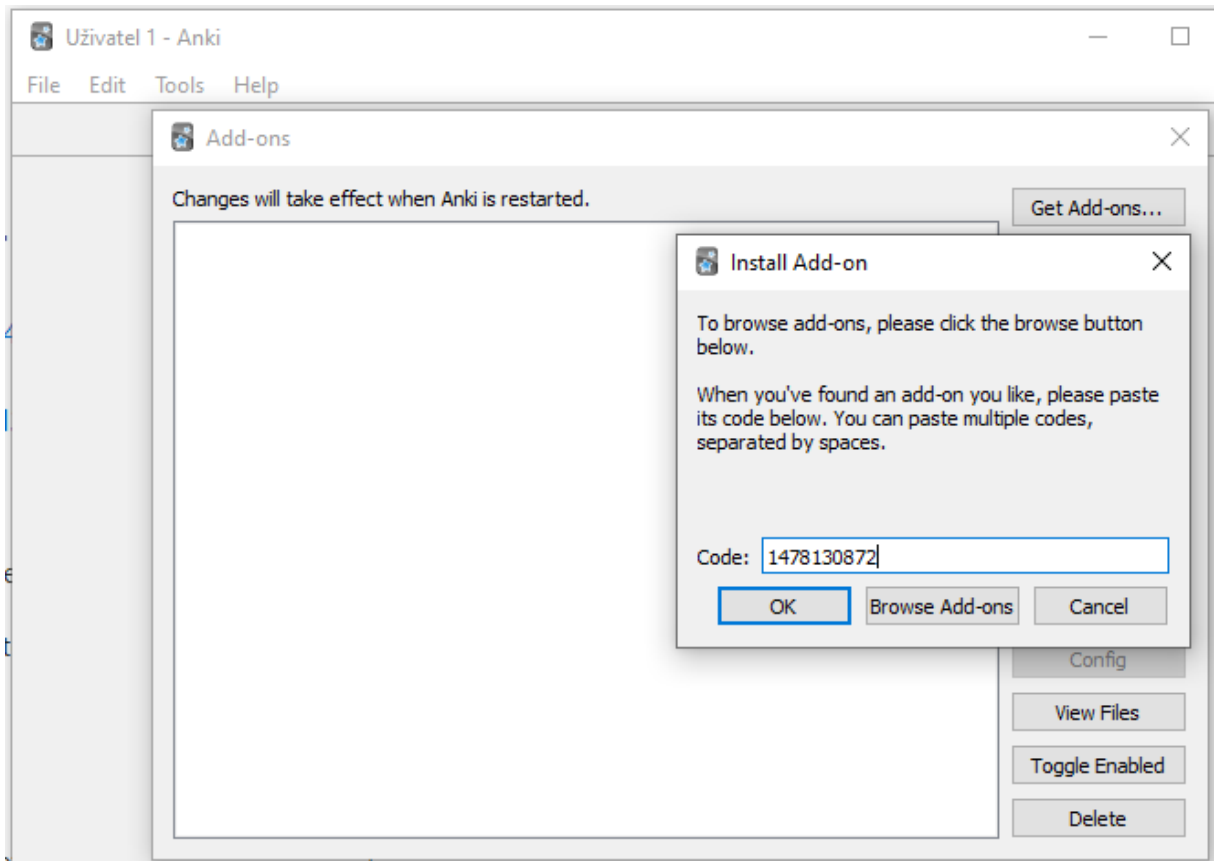 Uživatel 1 - Anki
File Edit Tools Help
Add-ons
Changes will take effect when Anki is restarted.
Get Add-ons...
Install Add-on
To browse add-ons, please click the browse button
below.
When you've found an add-on you like, please paste
its code below. You can paste multiple codes,
separated by spaces.
Code: 1478130872
OK Browse Add-ons Cancel
Config
View Files
Toggle Enabled
Delete